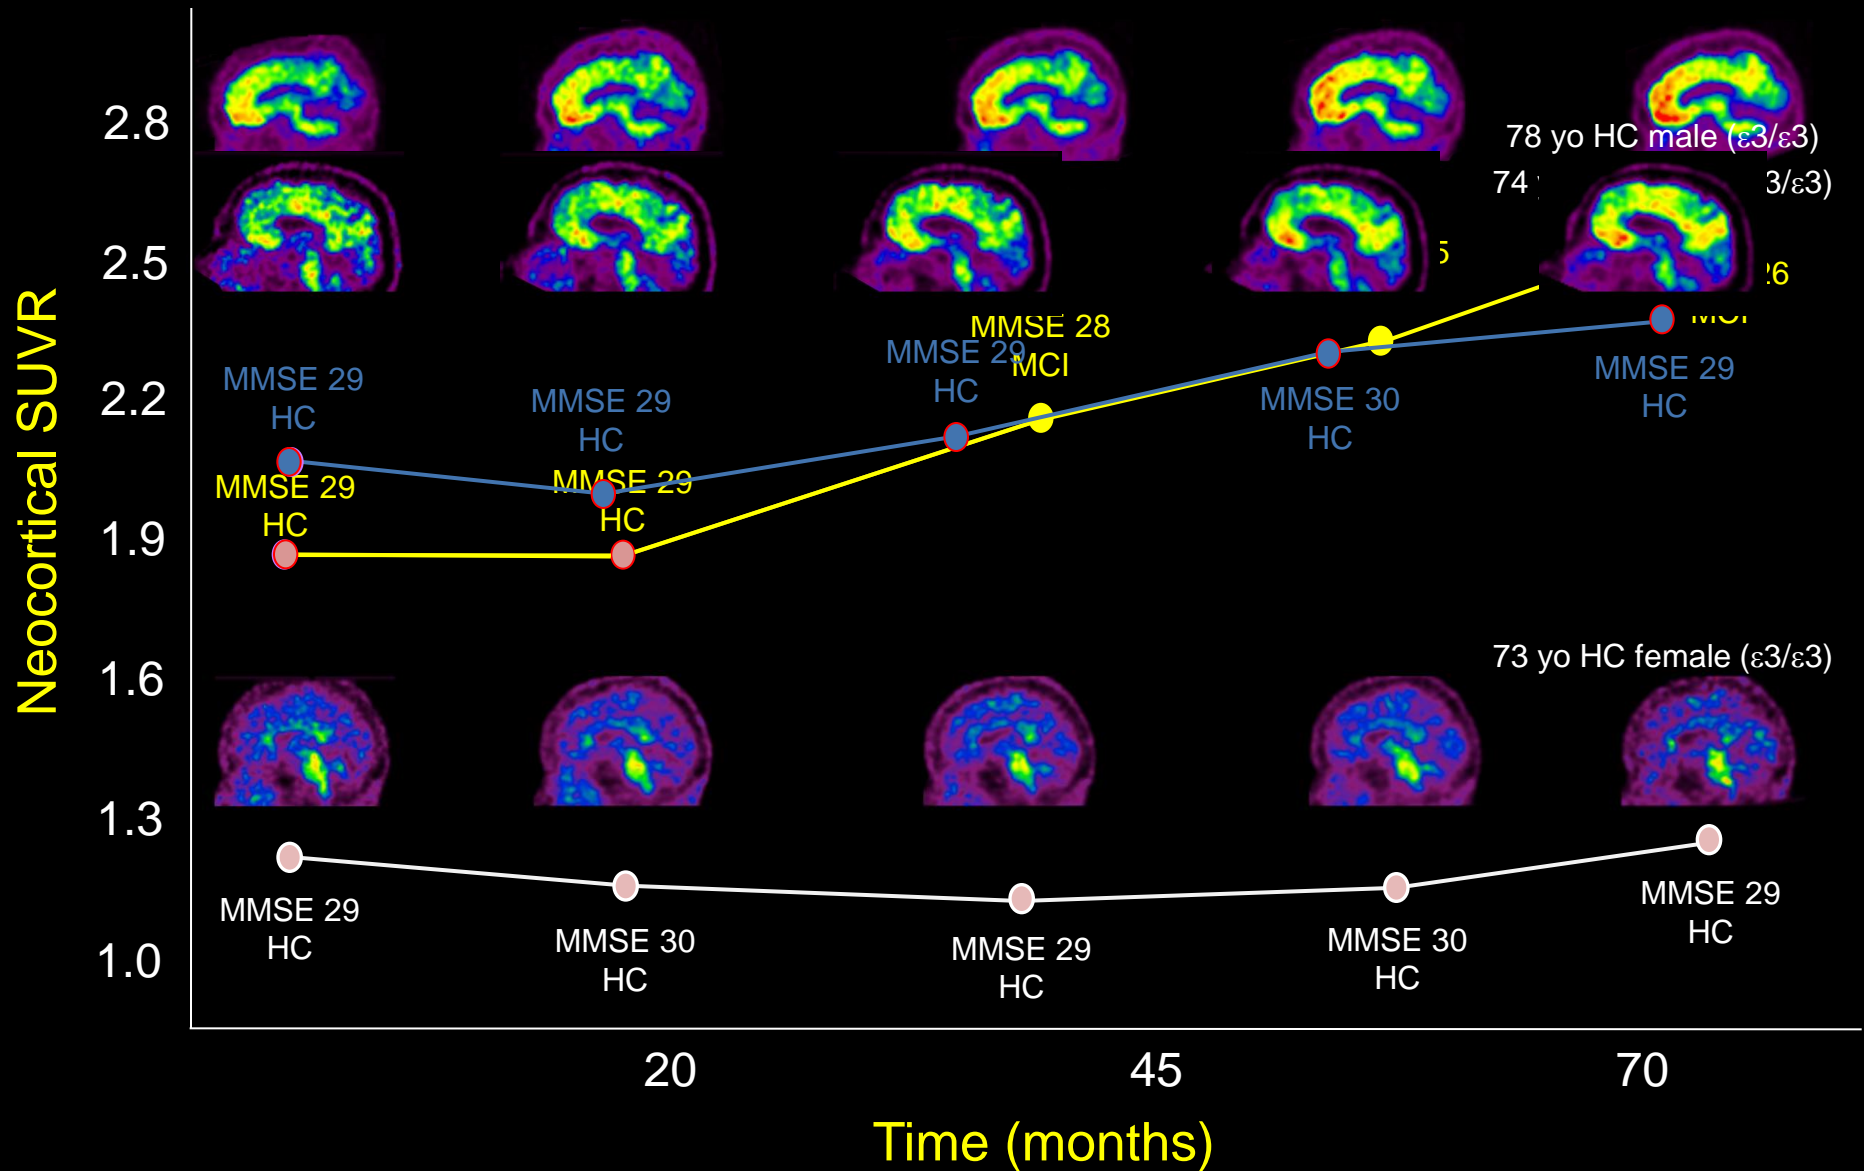 2.8
2.5
2.2
1.9
1.6
1.3
1.0
Neocortical SUVR
78 yo HC male (ε3/ε3)
74
3/ε3)
5
26
MCI
MMSE 28
MCI
MMSE 29
HC
MMSE 29
HC
MMSE 29
HC
MMSE 30
HC
MMSE 29
HC
MMSE 29
HC
MMSE 29
HC
73 yo HC female (ε3/ε3)
MMSE 29
HC
MMSE 30
HC
MMSE 29
HC
MMSE 30
HC
MMSE 29
HC
20
45
70
Time (months)